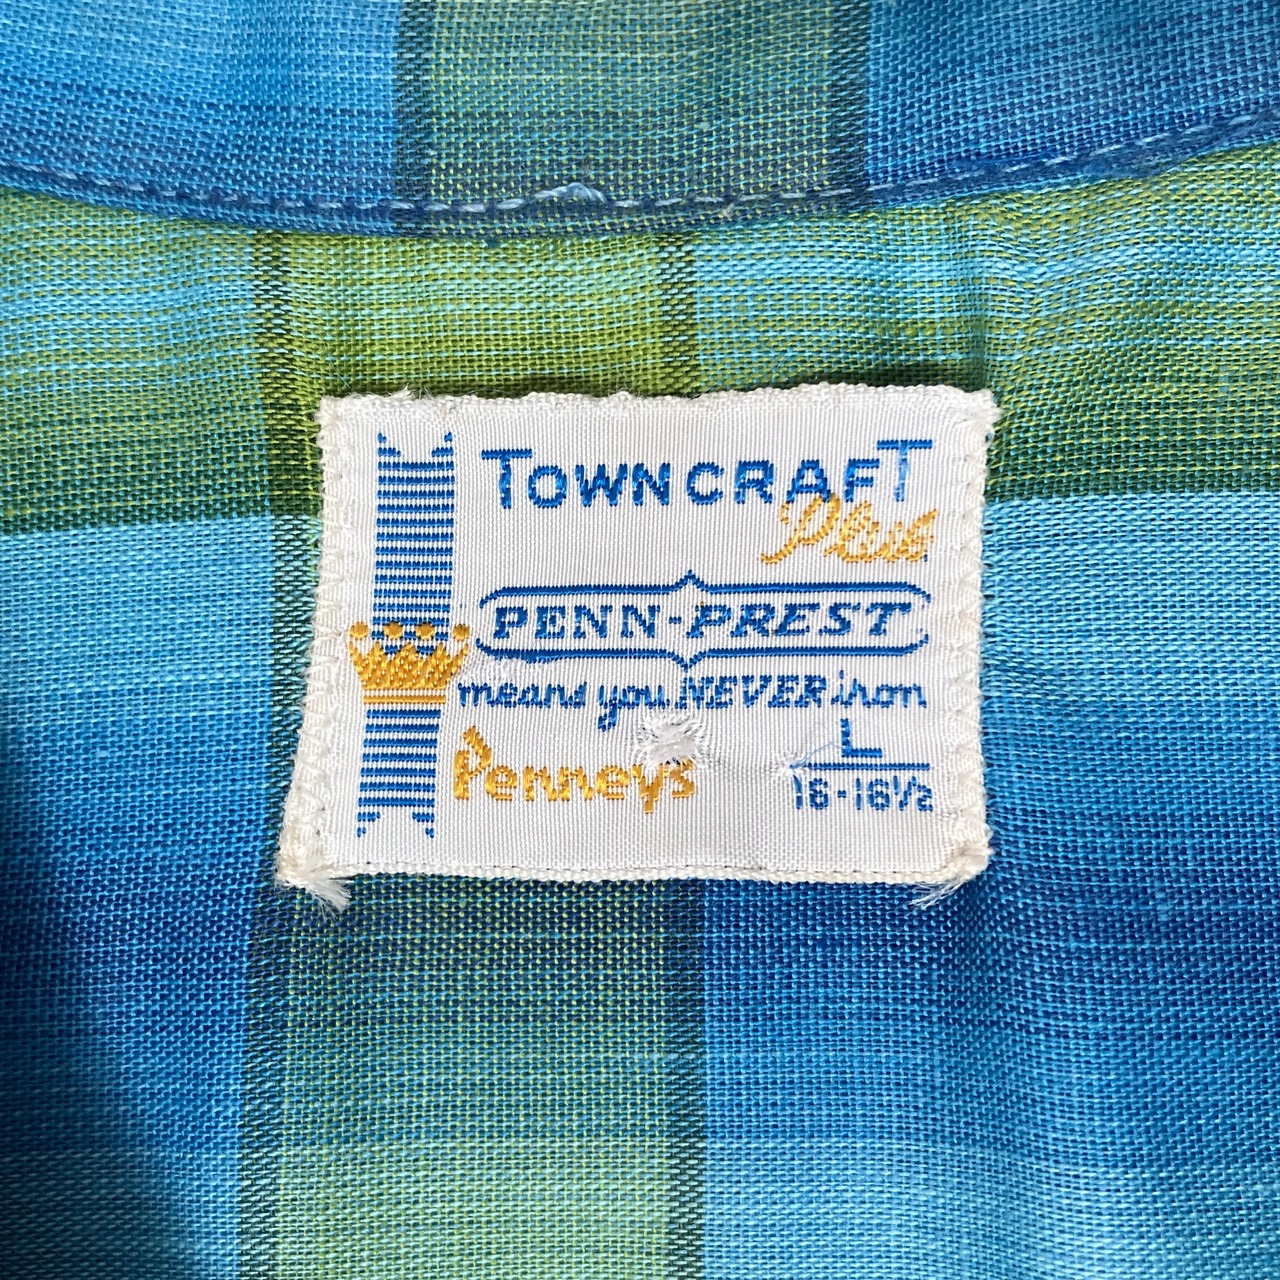 TOWNCRAFT
Plus
PENN-PREST
means you NEVER iron
L
Penneys
16-16½